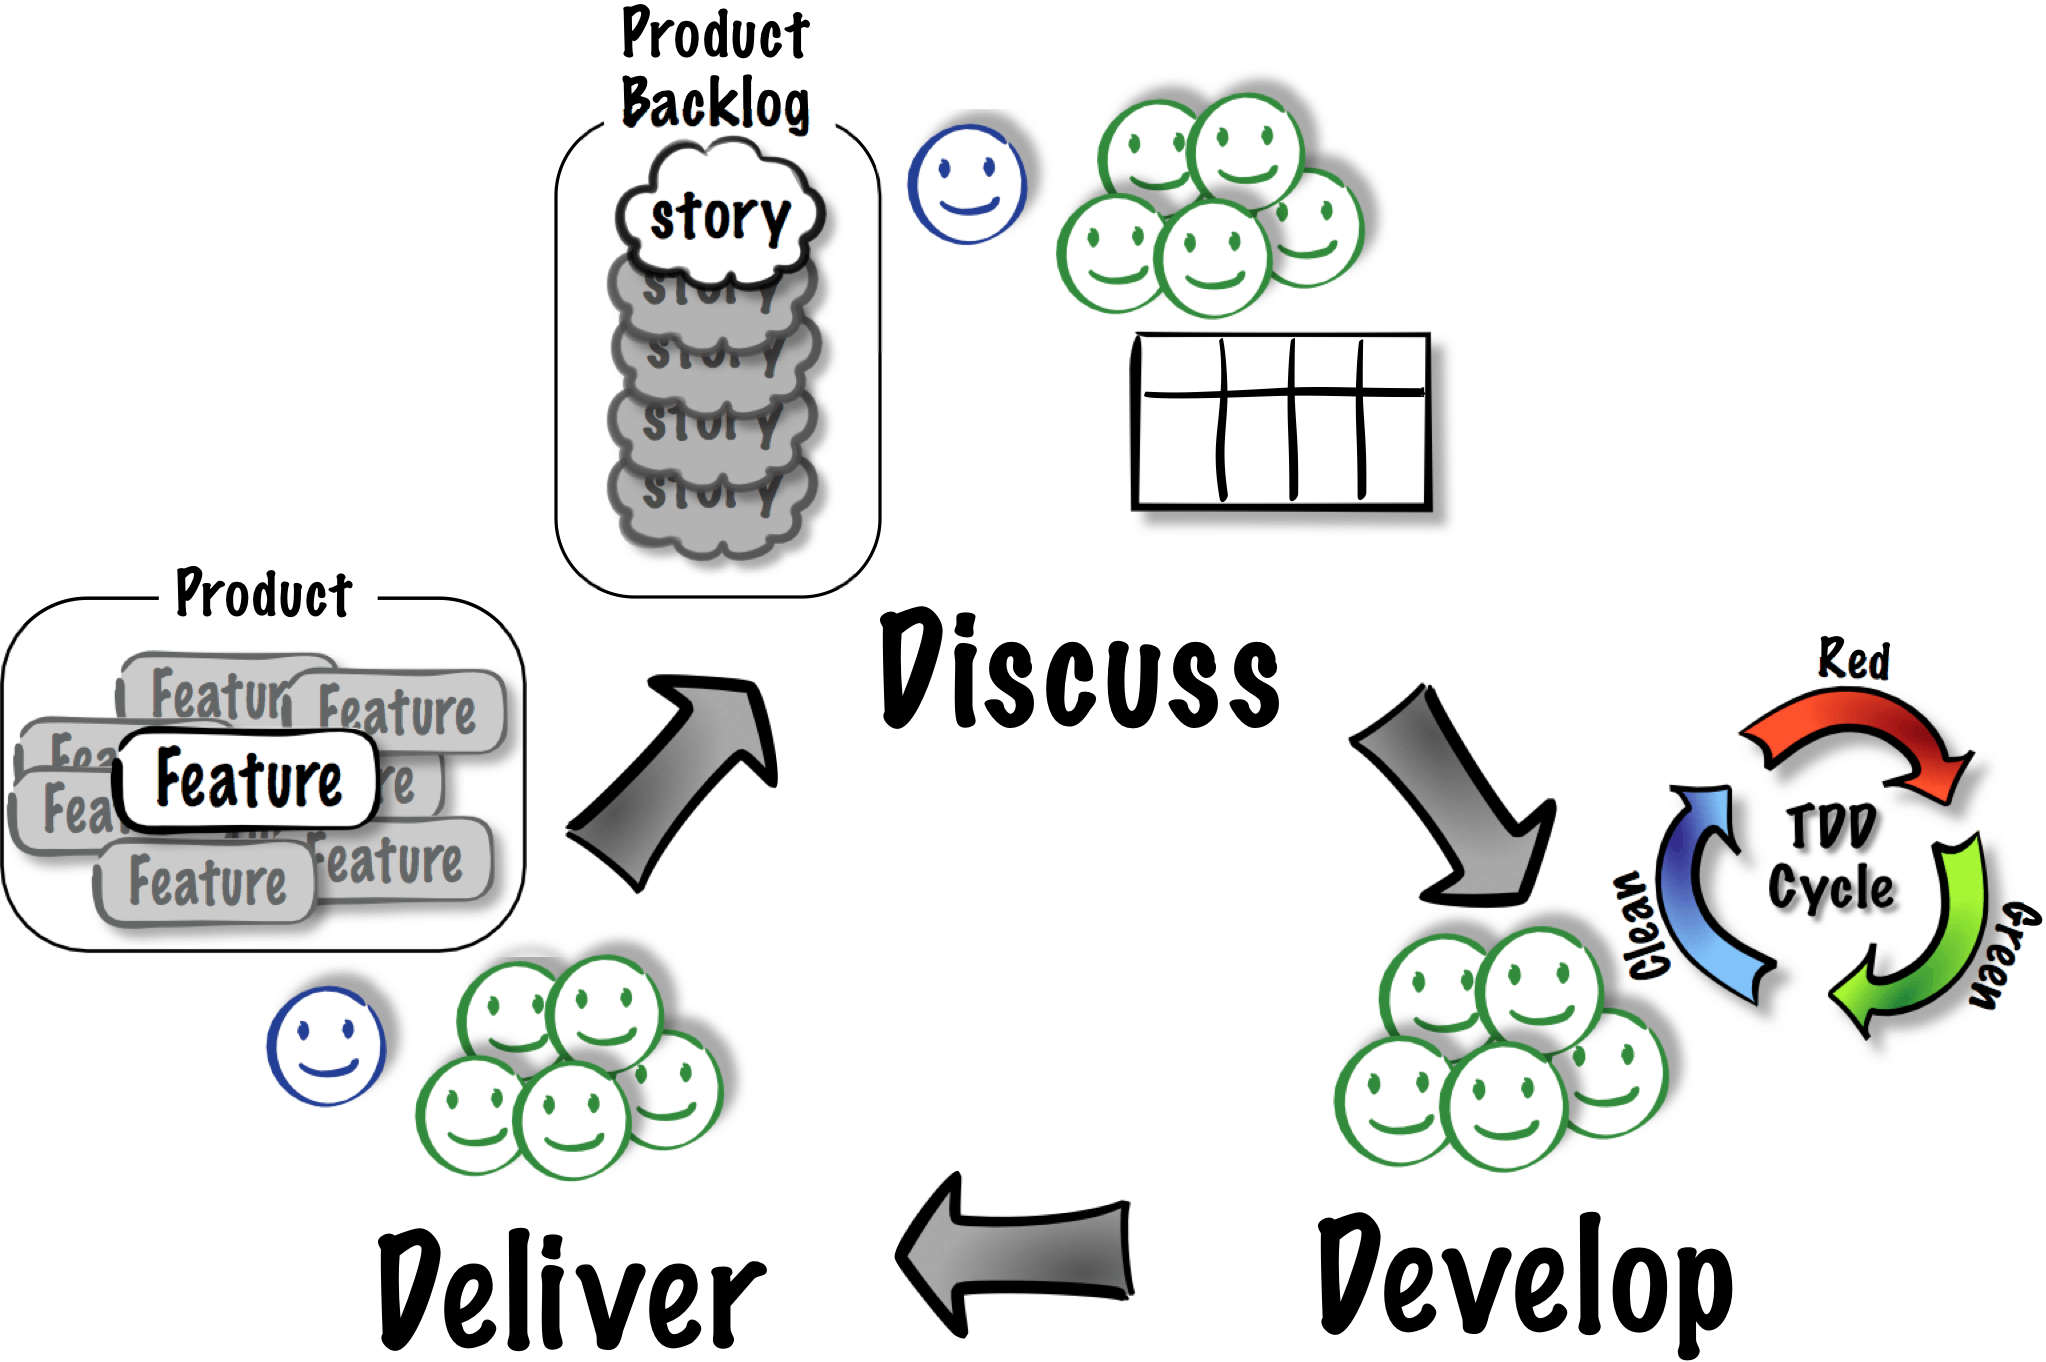 Product
Backlog
story
story
story
story
story
Discuss
Product
Featur
Feature
Fea
Feature
re
Fea
Feature
Feature
Red
TDD
Cycle
Clean
Green
Deliver
Develop